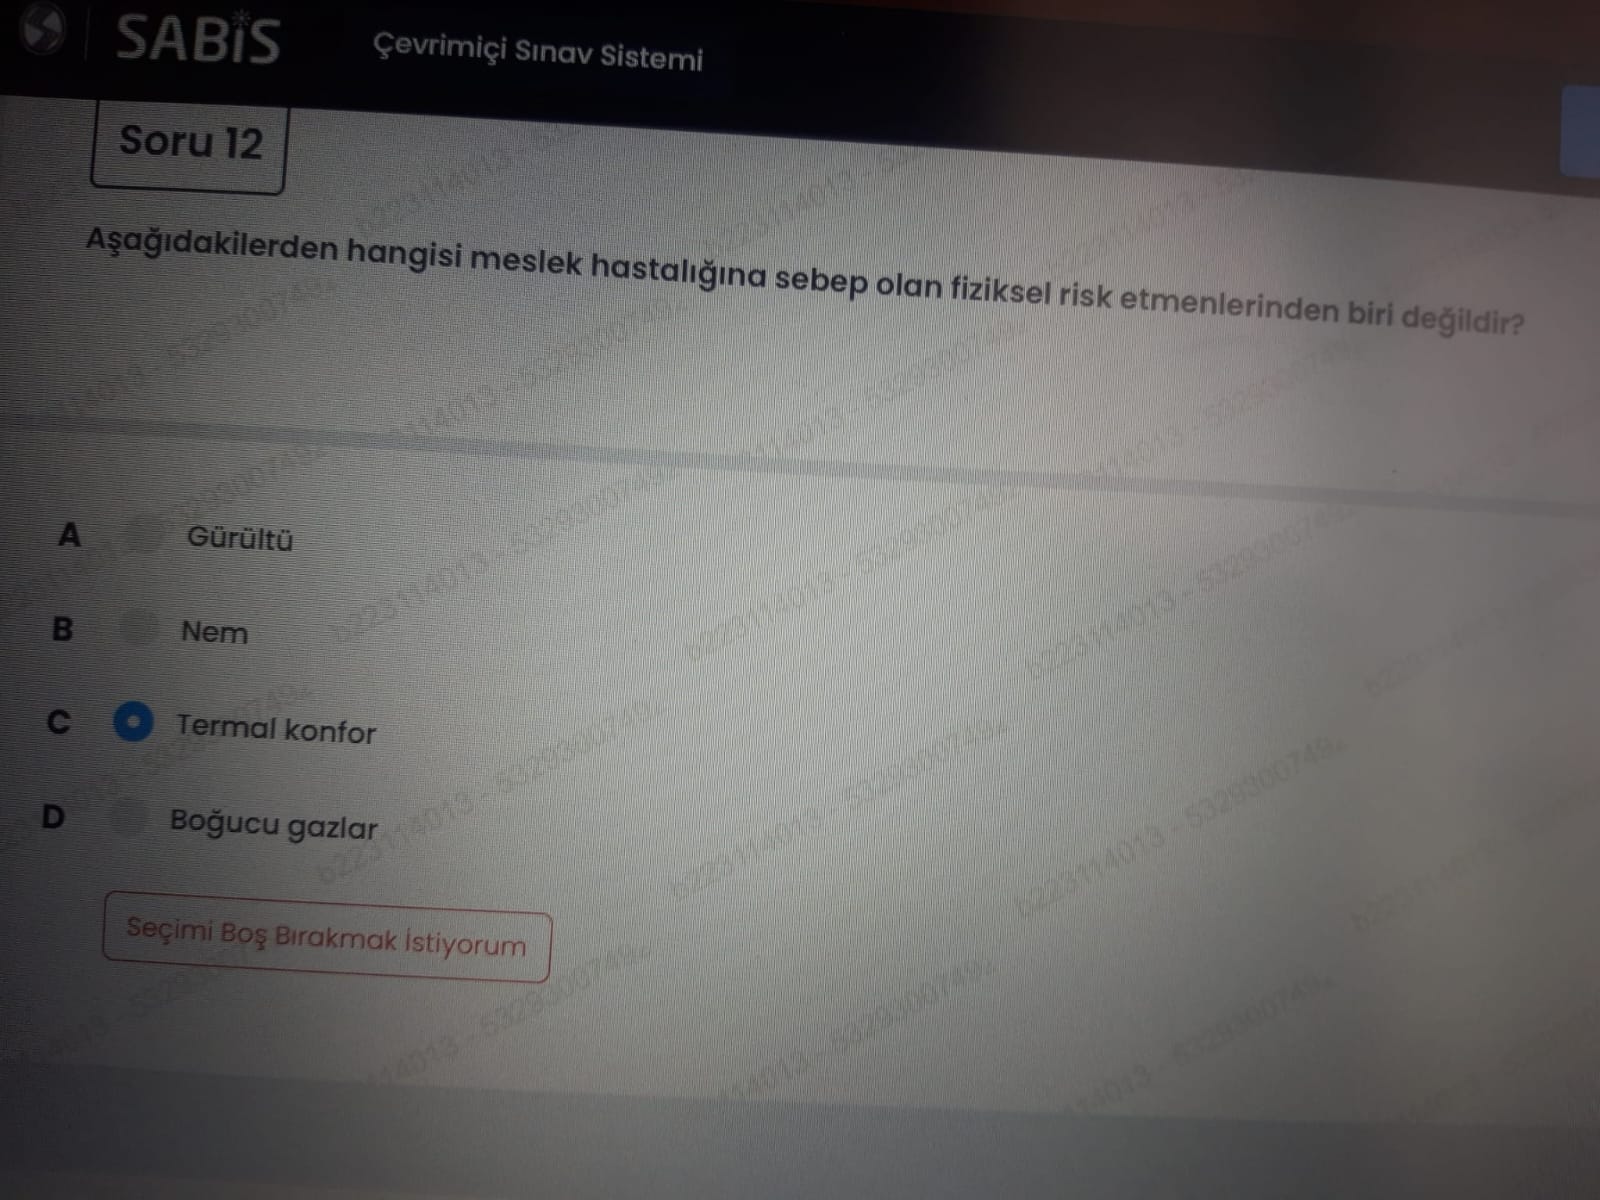 SABİS
Çevrimiçi Sınav Sistemi
Soru 12
Aşağıdakilerden hangisi meslek hastalığına sebep olan fiziksel risk etmenlerinden biri değildir?
A Gürültü
B Nem
C Termal konfor
D Boğucu gazlar
Seçimi Boş Bırakmak İstiyorum